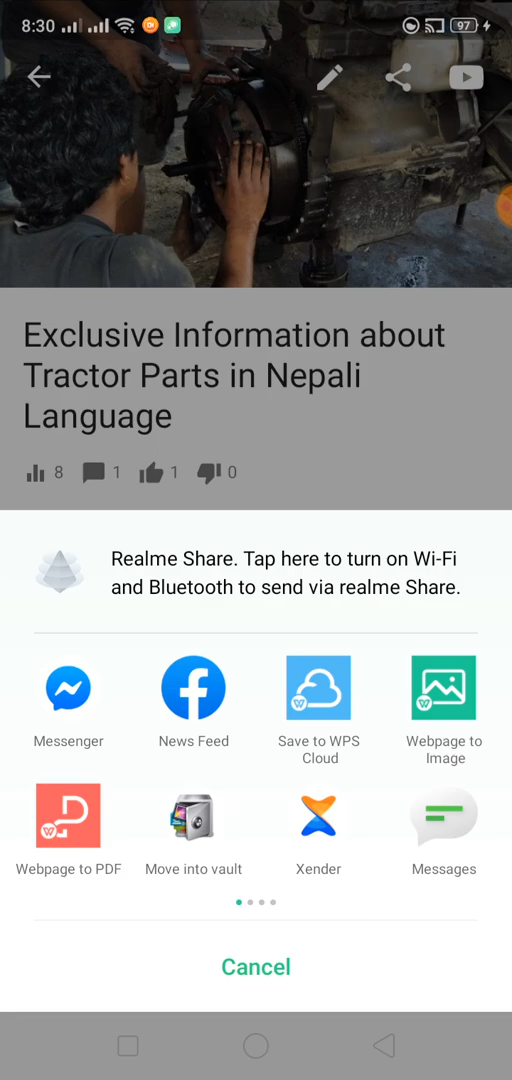 8:30
97
Exclusive Information about
Tractor Parts in Nepali
Language
8 1 1 0
Realme Share. Tap here to turn on Wi-Fi
and Bluetooth to send via realme Share.
Messenger News Feed Save to WPS Cloud Webpage to Image
Webpage to PDF Move into vault Xender Messages
Cancel